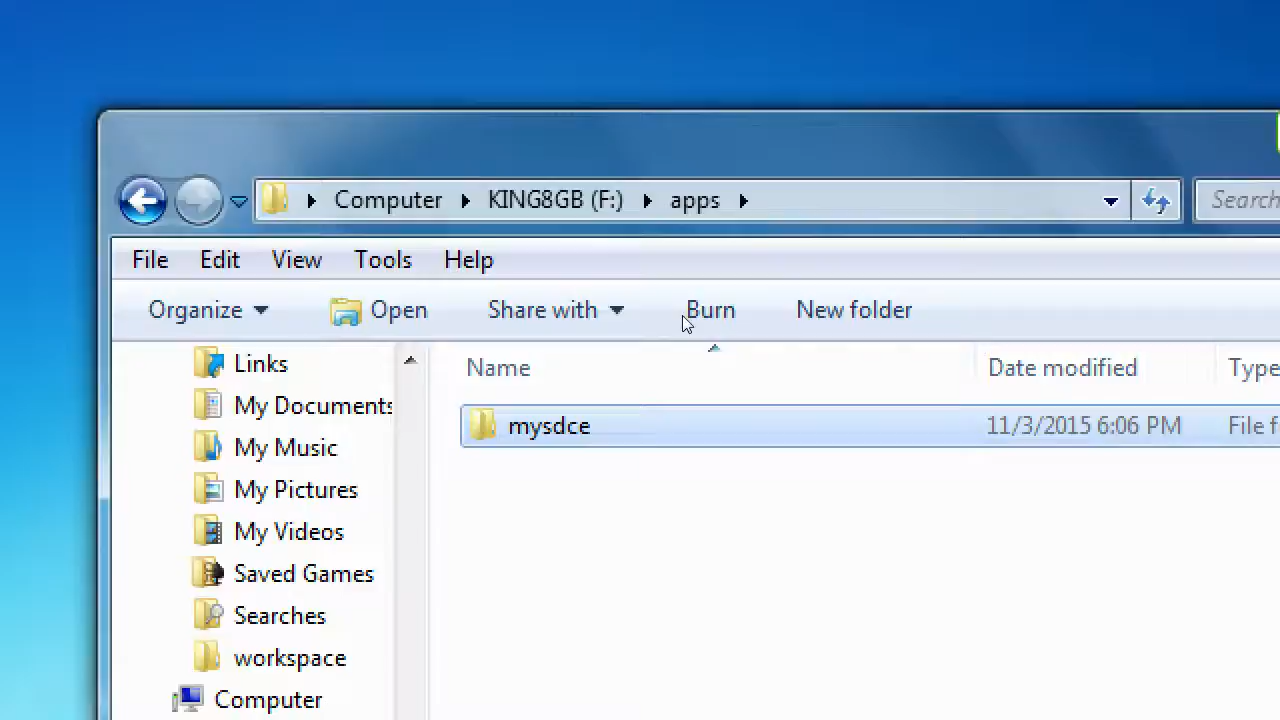 Computer KING8GB (F:) apps
Search
File Edit View Tools Help
Organize Open Share with Burn New folder
Name Date modified Type
mysdce 11/3/2015 6:06 PM File f
Links
My Documents
My Music
My Pictures
My Videos
Saved Games
Searches
workspace
Computer